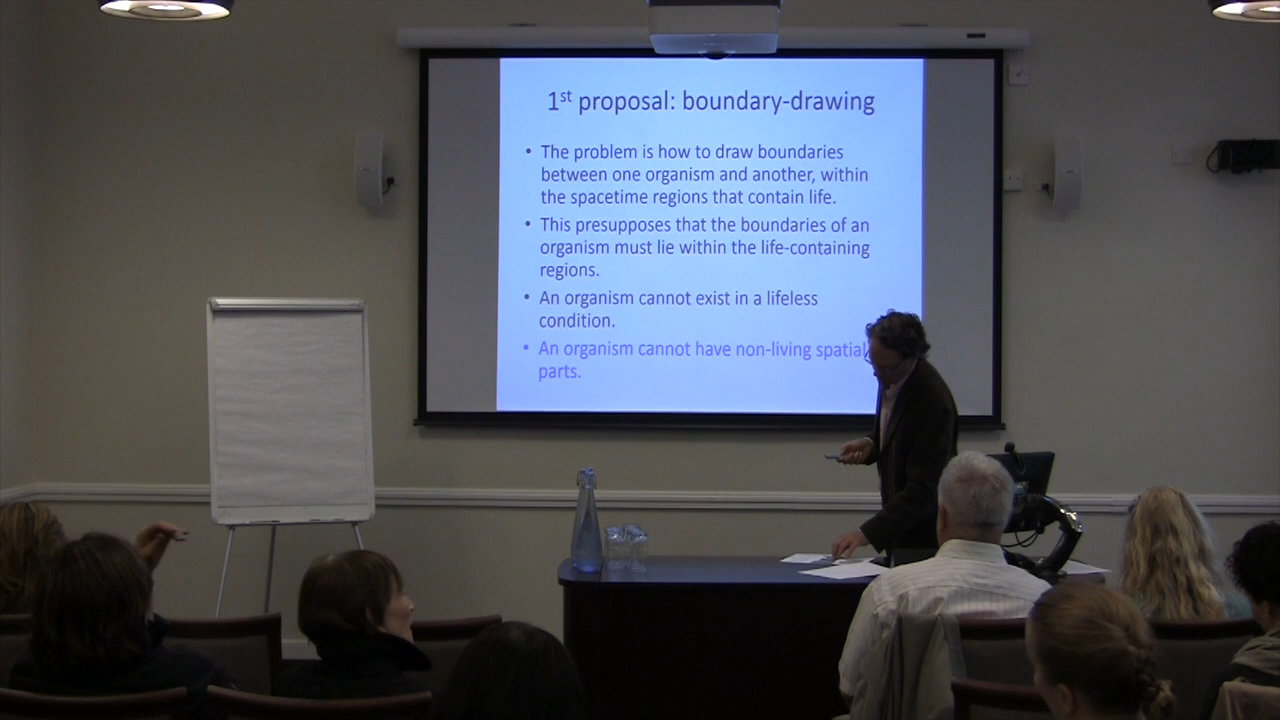 1st proposal: boundary-drawing
• The problem is how to draw boundaries
between one organism and another, within
the spacetime regions that contain life.
• This presupposes that the boundaries of an
organism must lie within the life-containing
regions.
• An organism cannot exist in a lifeless
condition.
• An organism cannot have non-living spatial
parts.